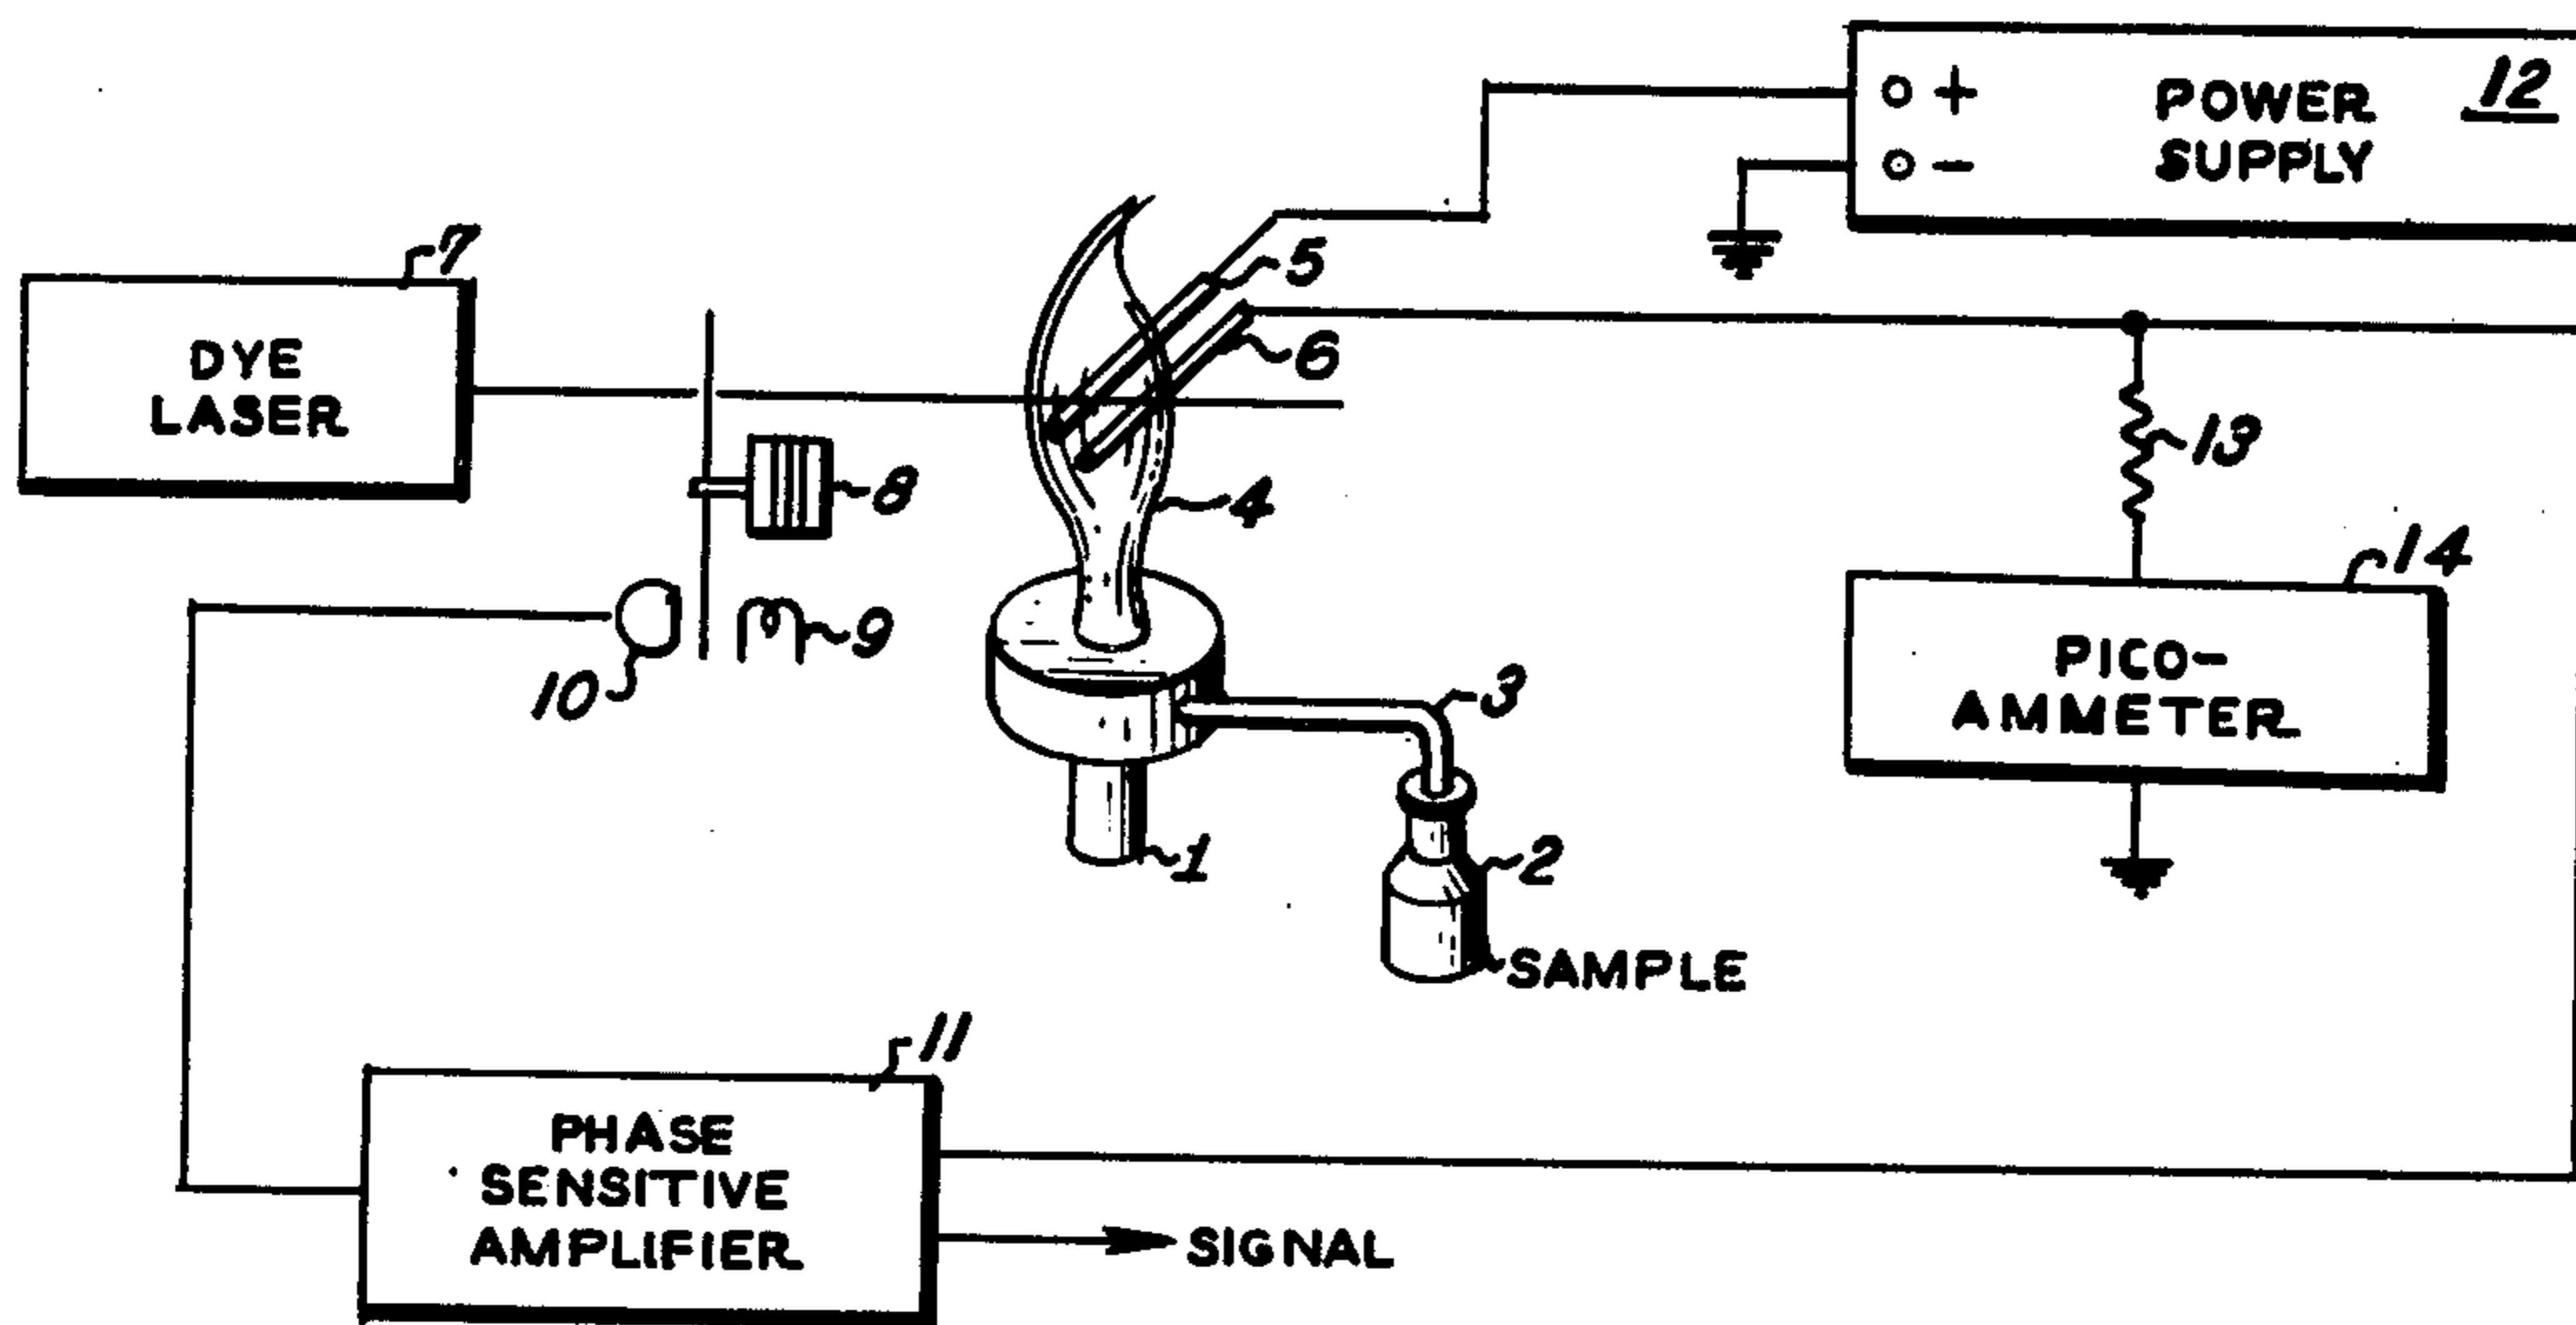 + POWER 12
- SUPPLY
7
DYE
LASER
5
6
8
4
13
14
9
10
3
PICO-
AMMETER
1
2
SAMPLE
11
PHASE
SENSITIVE
AMPLIFIER
SIGNAL